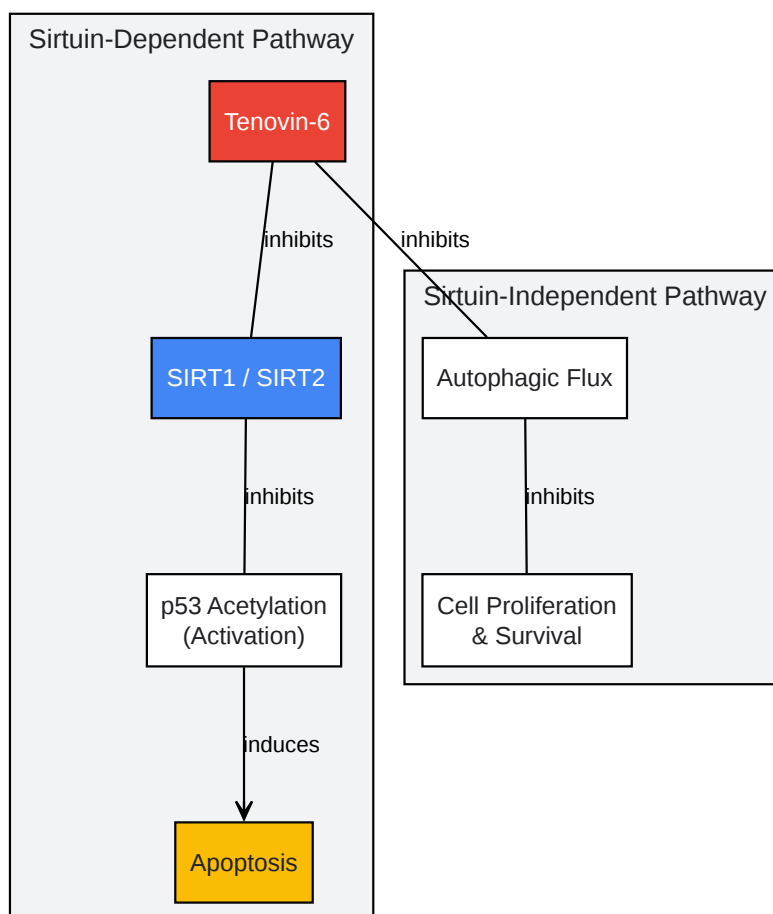 Sirtuin-Dependent Pathway
Tenovin-6
inhibits
inhibits
Sirtuin-Independent Pathway
SIRT1 / SIRT2
Autophagic Flux
inhibits
inhibits
p53 Acetylation
(Activation)
Cell Proliferation
& Survival
induces
Apoptosis